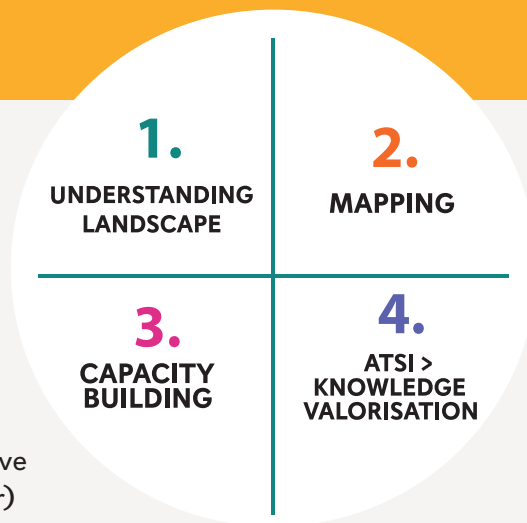 1.
UNDERSTANDING
LANDSCAPE
2.
MAPPING
3.
CAPACITY
BUILDING
4.
ATSI >
KNOWLEDGE
VALORISATION